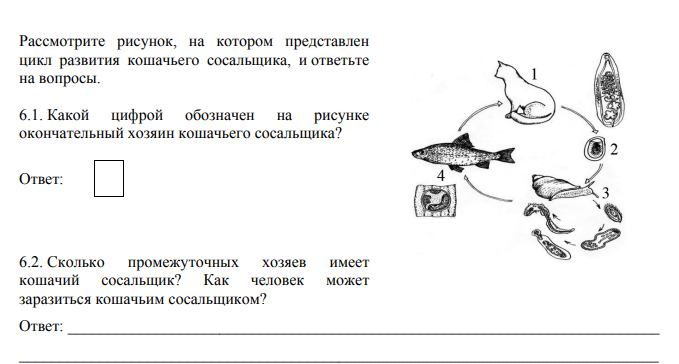 Рассмотрите рисунок, на котором представлен
цикл развития кошачьего сосальщика, и ответьте
на вопросы.
6.1. Какой цифрой обозначен на рисунке
окончательный хозяин кошачьего сосальщика?
Ответ:
1
2
3
4
6.2. Сколько промежуточных хозяев имеет
кошачий сосальщик? Как человек может
заразиться кошачьим сосальщиком?
Ответ: